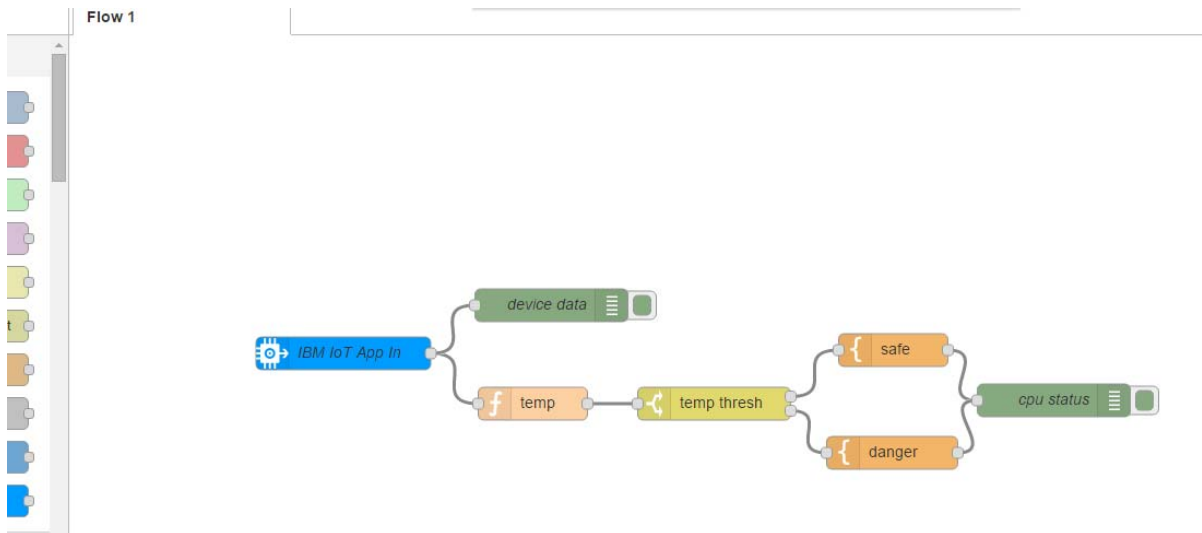 Flow 1
t
device data
IBM IoT App In
safe
temp
temp thresh
cpu status
danger